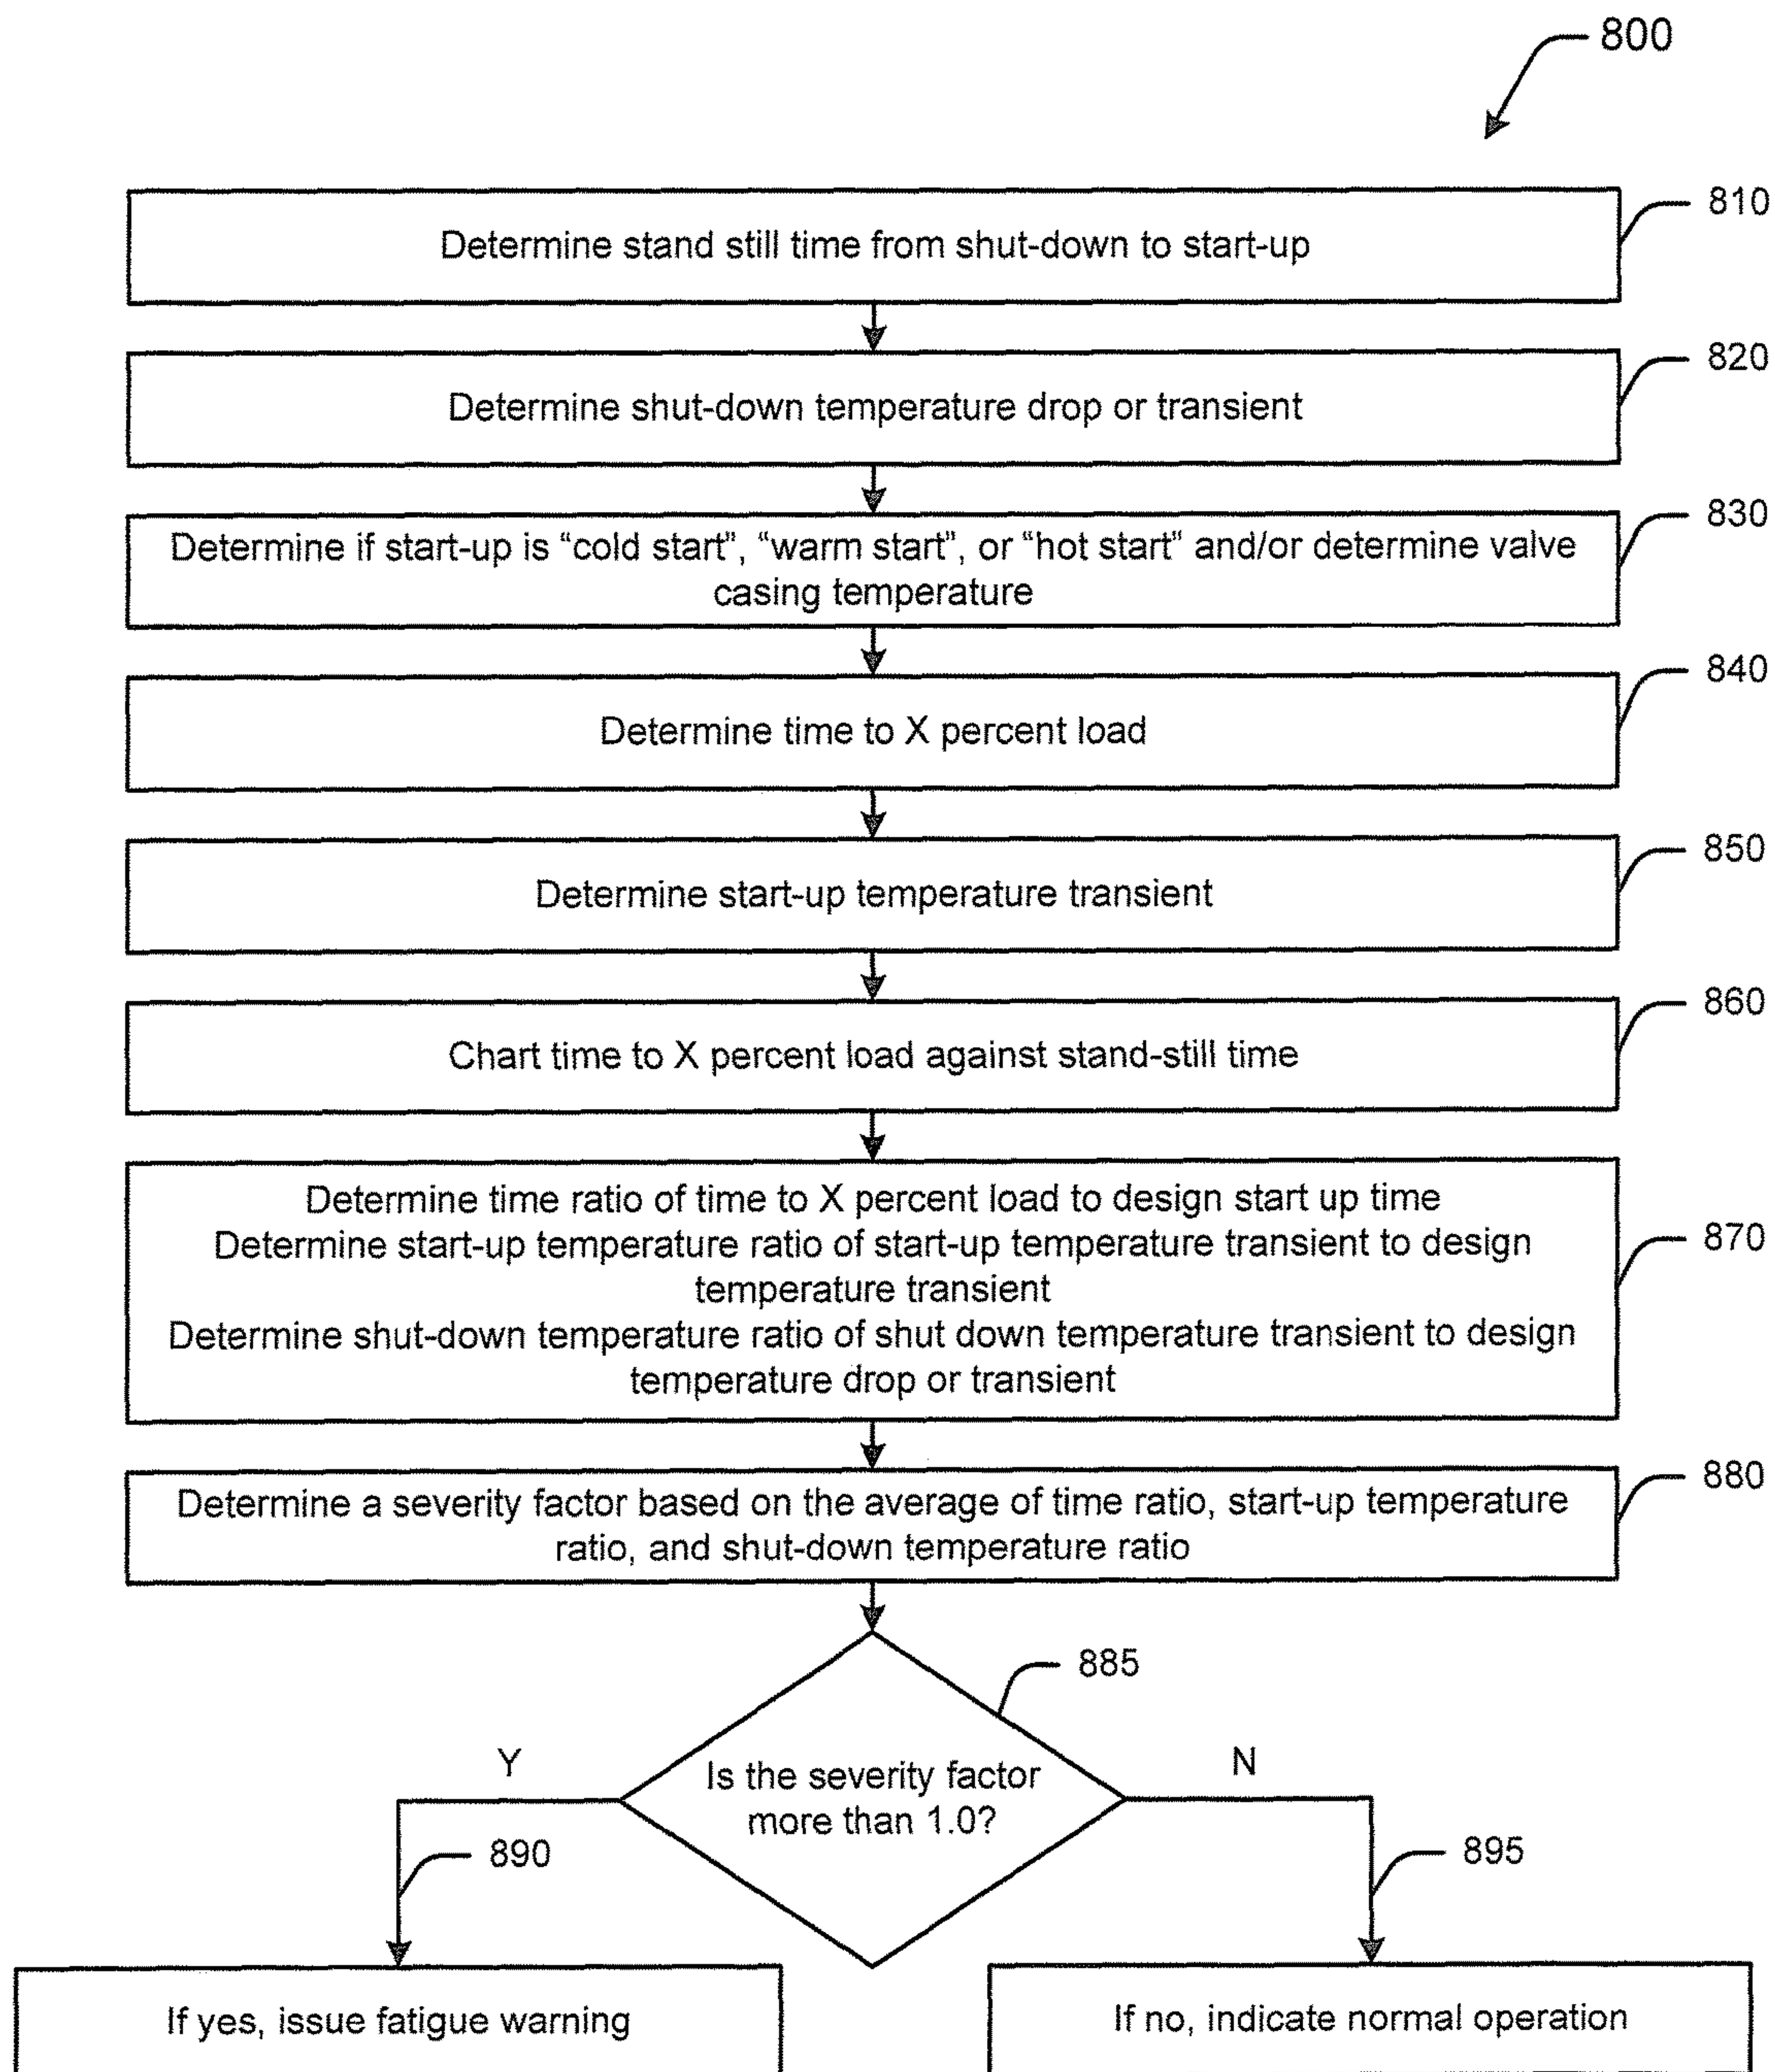 800
810
Determine stand still time from shut-down to start-up
820
Determine shut-down temperature drop or transient
830
Determine if start-up is “cold start”, “warm start”, or “hot start” and/or determine valve
casing temperature
840
Determine time to X percent load
850
Determine start-up temperature transient
860
Chart time to X percent load against stand-still time
870
Determine time ratio of time to X percent load to design start up time
Determine start-up temperature ratio of start-up temperature transient to design
temperature transient
Determine shut-down temperature ratio of shut down temperature transient to design
temperature drop or transient
880
Determine a severity factor based on the average of time ratio, start-up temperature
ratio, and shut-down temperature ratio
885
Is the severity factor
more than 1.0?
Y
N
890
895
If yes, issue fatigue warning
If no, indicate normal operation